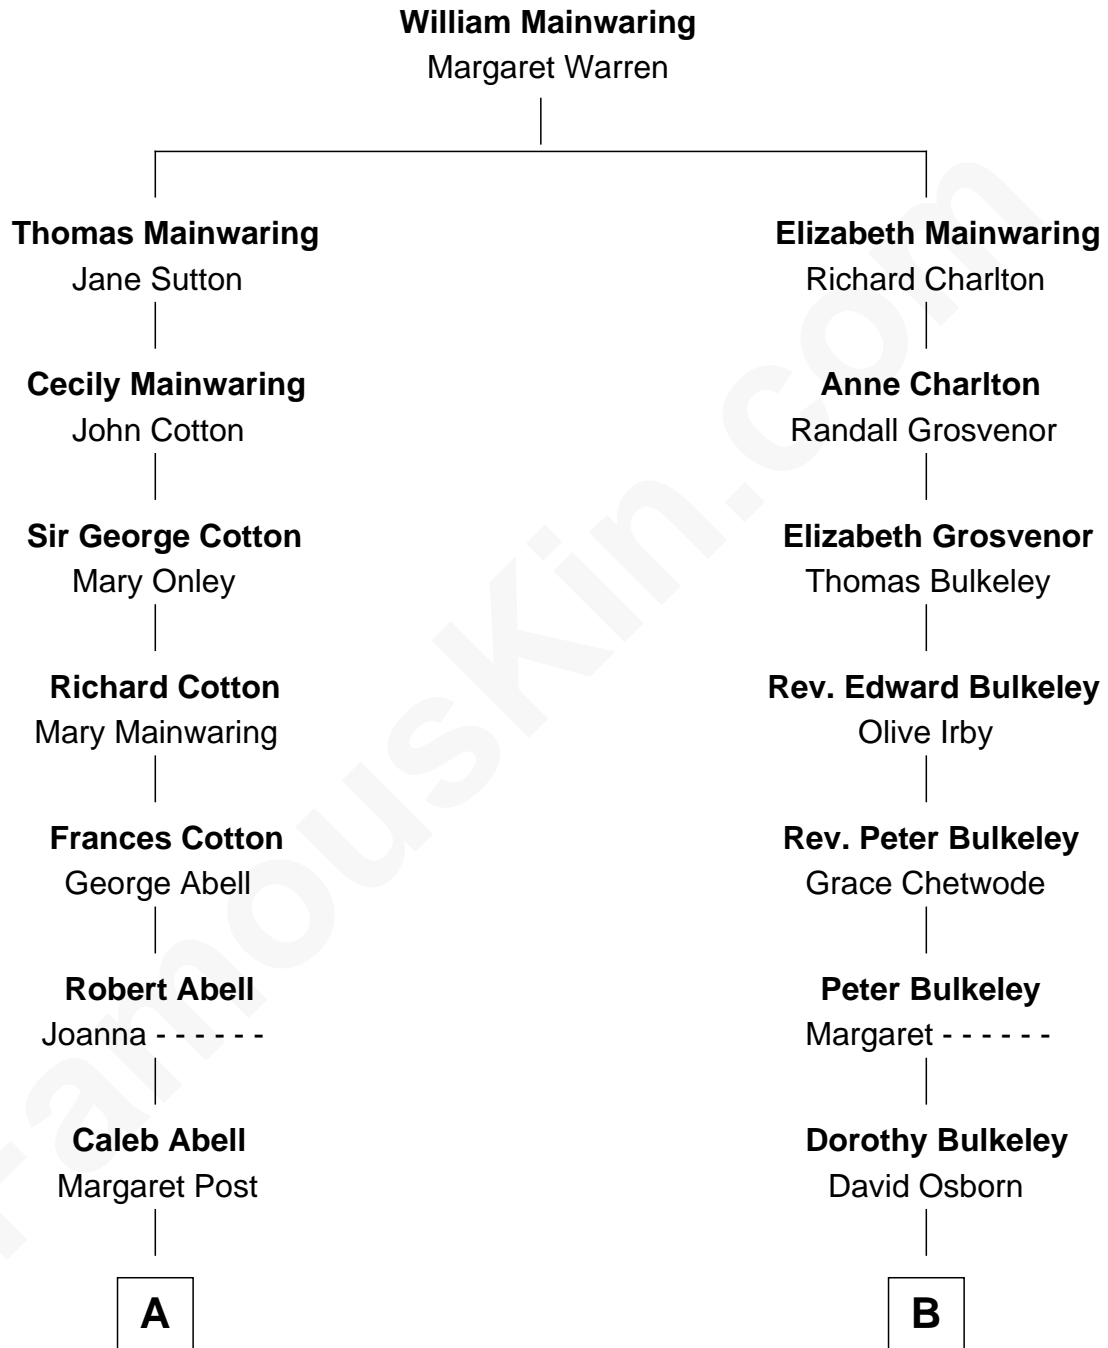 William Mainwaring
Margaret Warren
Thomas Mainwaring
Jane Sutton
Elizabeth Mainwaring
Richard Charlton
Cecily Mainwaring
John Cotton
Anne Charlton
Randall Grosvenor
Sir George Cotton
Mary Onley
Elizabeth Grosvenor
Thomas Bulkeley
Richard Cotton
Mary Mainwaring
Rev. Edward Bulkeley
Olive Irby
Frances Cotton
George Abell
Rev. Peter Bulkeley
Grace Chetwode
Robert Abell
Joanna - - - - - -
Peter Bulkeley
Margaret - - - - - -
Caleb Abell
Margaret Post
Dorothy Bulkeley
David Osborn
A
B
FamousKin.com